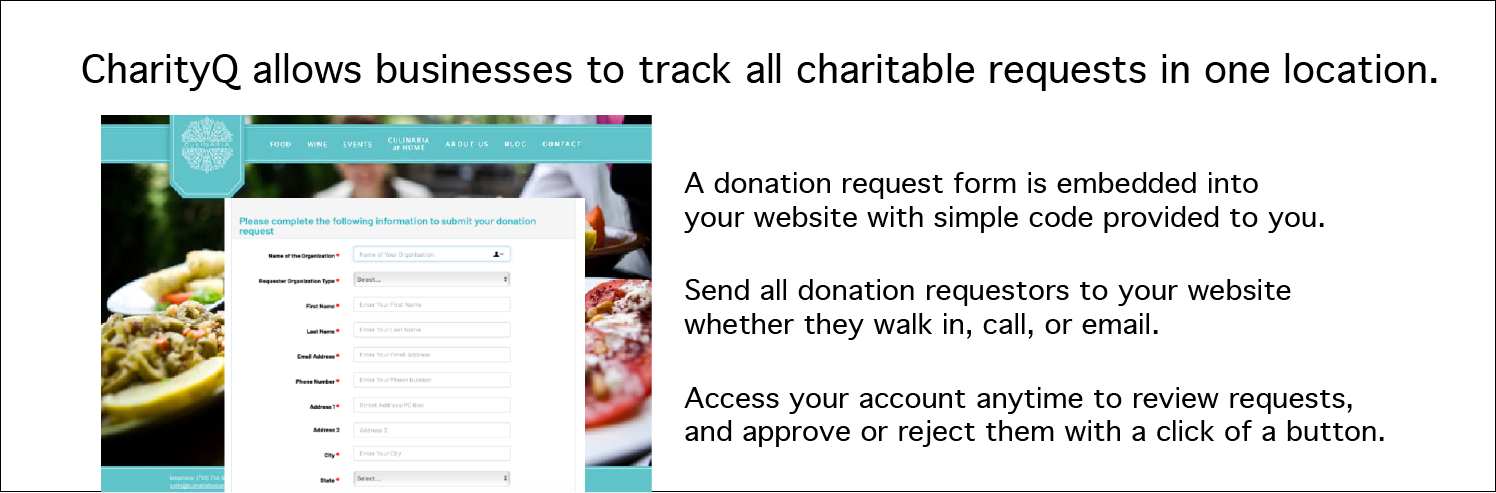 CharityQ allows businesses to track all charitable requests in one location.
CULINARIA
FOOD WINE EVENTS CULINARIA at HOME ABOUT US BLOG CONTACT
Please complete the following information to submit your donation
request
Name of the Organization * Name of Your Organization
Requester Organization Type * Select...
First Name * Enter Your First Name
Last Name * Enter Your Last Name
Email Address * Enter Your Email Address
Phone Number * Enter Your Phone Number
Address 1 * Street Address/PO Box
Address 2 Address 2
City * Enter Your City
State * Select...
A donation request form is embedded into
your website with simple code provided to you.
Send all donation requestors to your website
whether they walk in, call, or email.
Access your account anytime to review requests,
and approve or reject them with a click of a button.